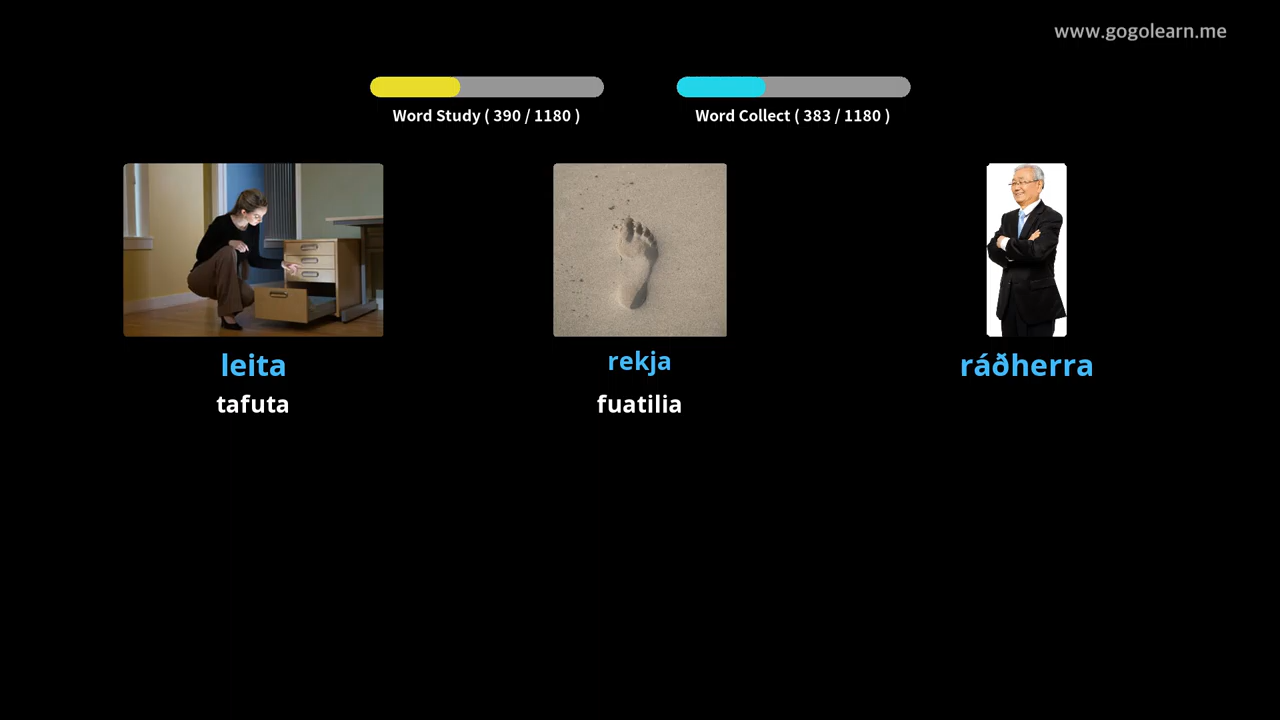 www.gogolearn.me
Word Study ( 390 / 1180 )
Word Collect ( 383 / 1180 )
leita
rekja
ráðherra
tafuta
fuatilia